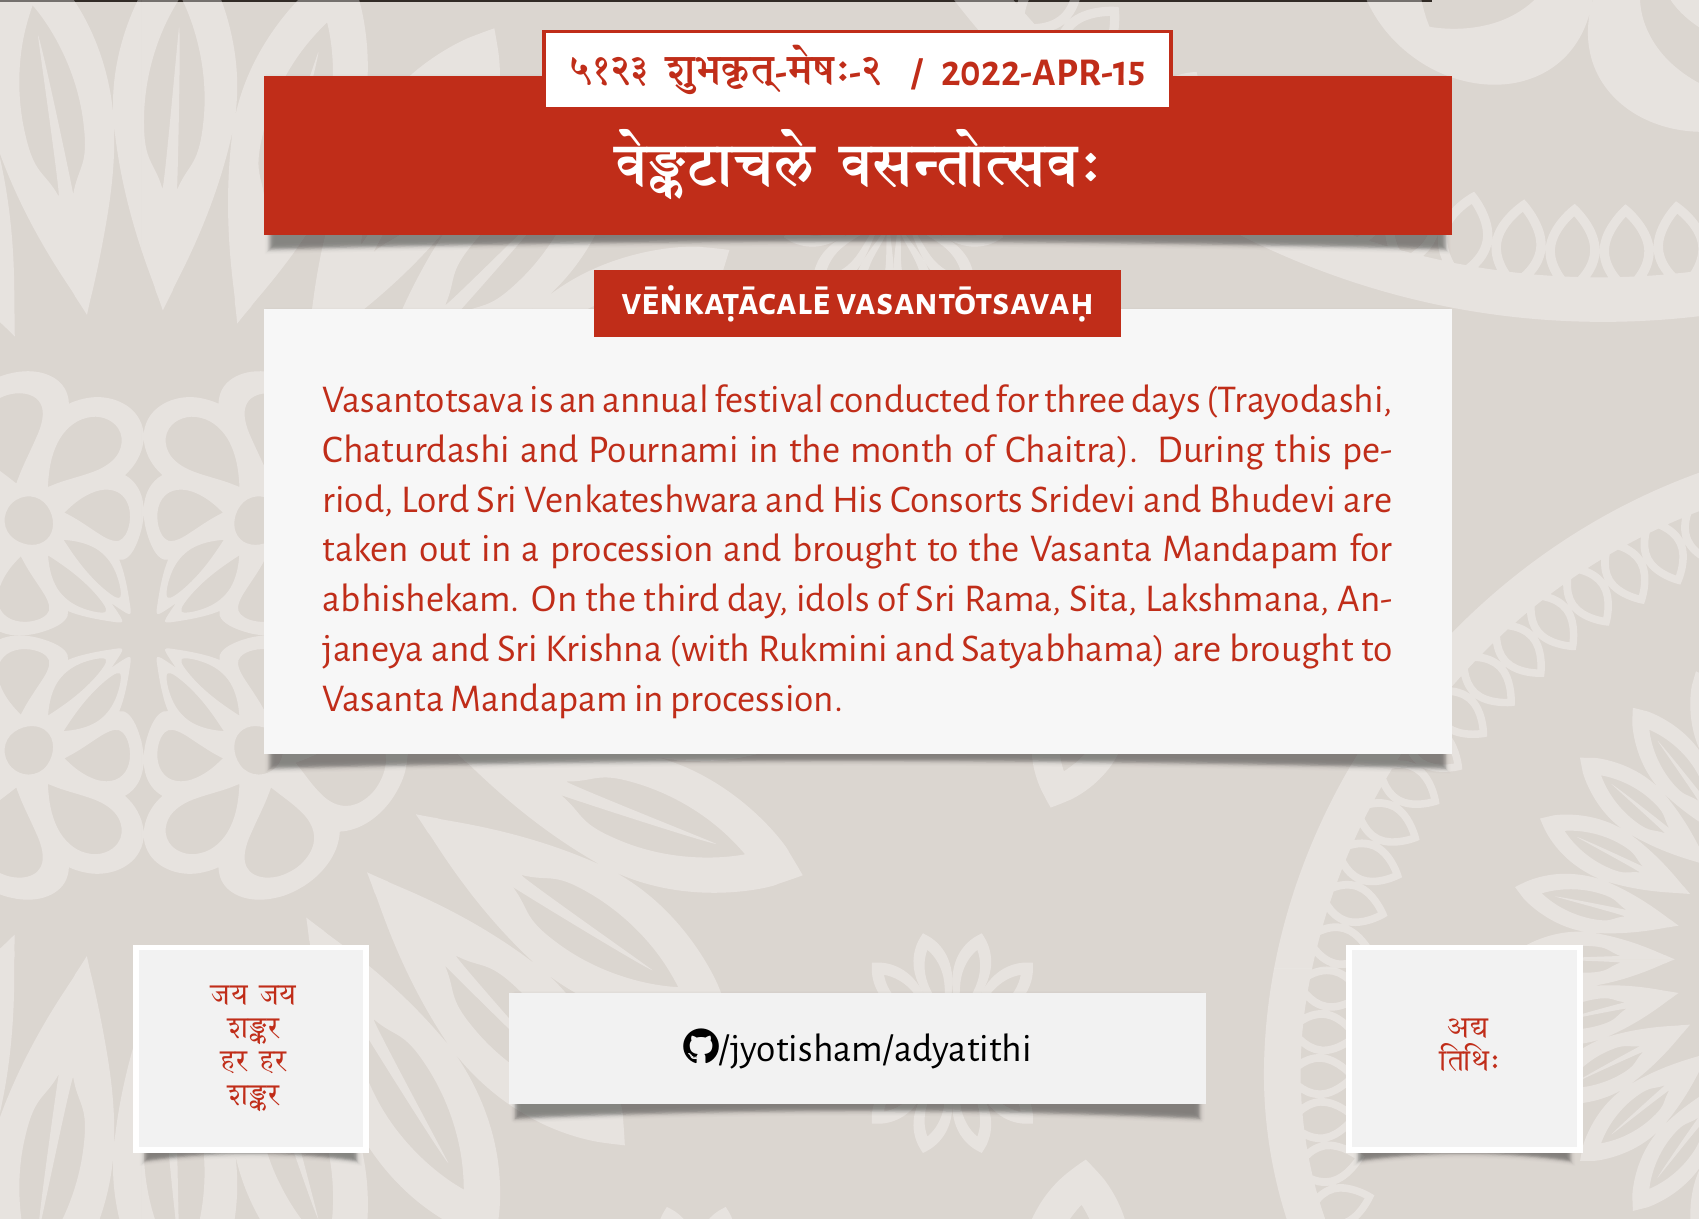 ५१२३ शुभकृत्-मेषः-२ / 2022-APR-15
वेङ्कटाचले वसन्तोत्सवः
VĒṄKAṬĀCALĒ VASANTŌTSAVAḤ
Vasantotsava is an annual festival conducted for three days (Trayodashi,
Chaturdashi and Pournami in the month of Chaitra). During this pe-
riod, Lord Sri Venkateshwara and His Consorts Sridevi and Bhudevi are
taken out in a procession and brought to the Vasanta Mandapam for
abhishekam. On the third day, idols of Sri Rama, Sita, Lakshmana, An-
janeya and Sri Krishna (with Rukmini and Satyabhama) are brought to
Vasanta Mandapam in procession.
जय जय
शङ्कर
हर हर
शङ्कर
/jyotisham/adyatithi
अद्य
तिथिः